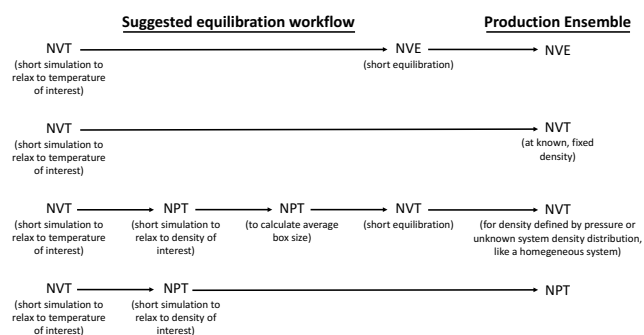 Suggested equilibration workflow
Production Ensemble
NVT
NVE
NVE
(short simulation to
relax to temperature
of interest)
(short equilibration)
NVT
NVT
(short simulation to
relax to temperature
of interest)
(at known, fixed
density)
NVT
NPT
NPT
NVT
NVT
(short simulation to
relax to temperature
of interest)
(short simulation to
relax to density of
interest)
(to calculate average
box size)
(short equilibration)
(for density defined by pressure or
unknown system density distribution,
like a homegeneous system)
NVT
NPT
NPT
(short simulation to
relax to temperature
of interest)
(short simulation to
relax to density of
interest)